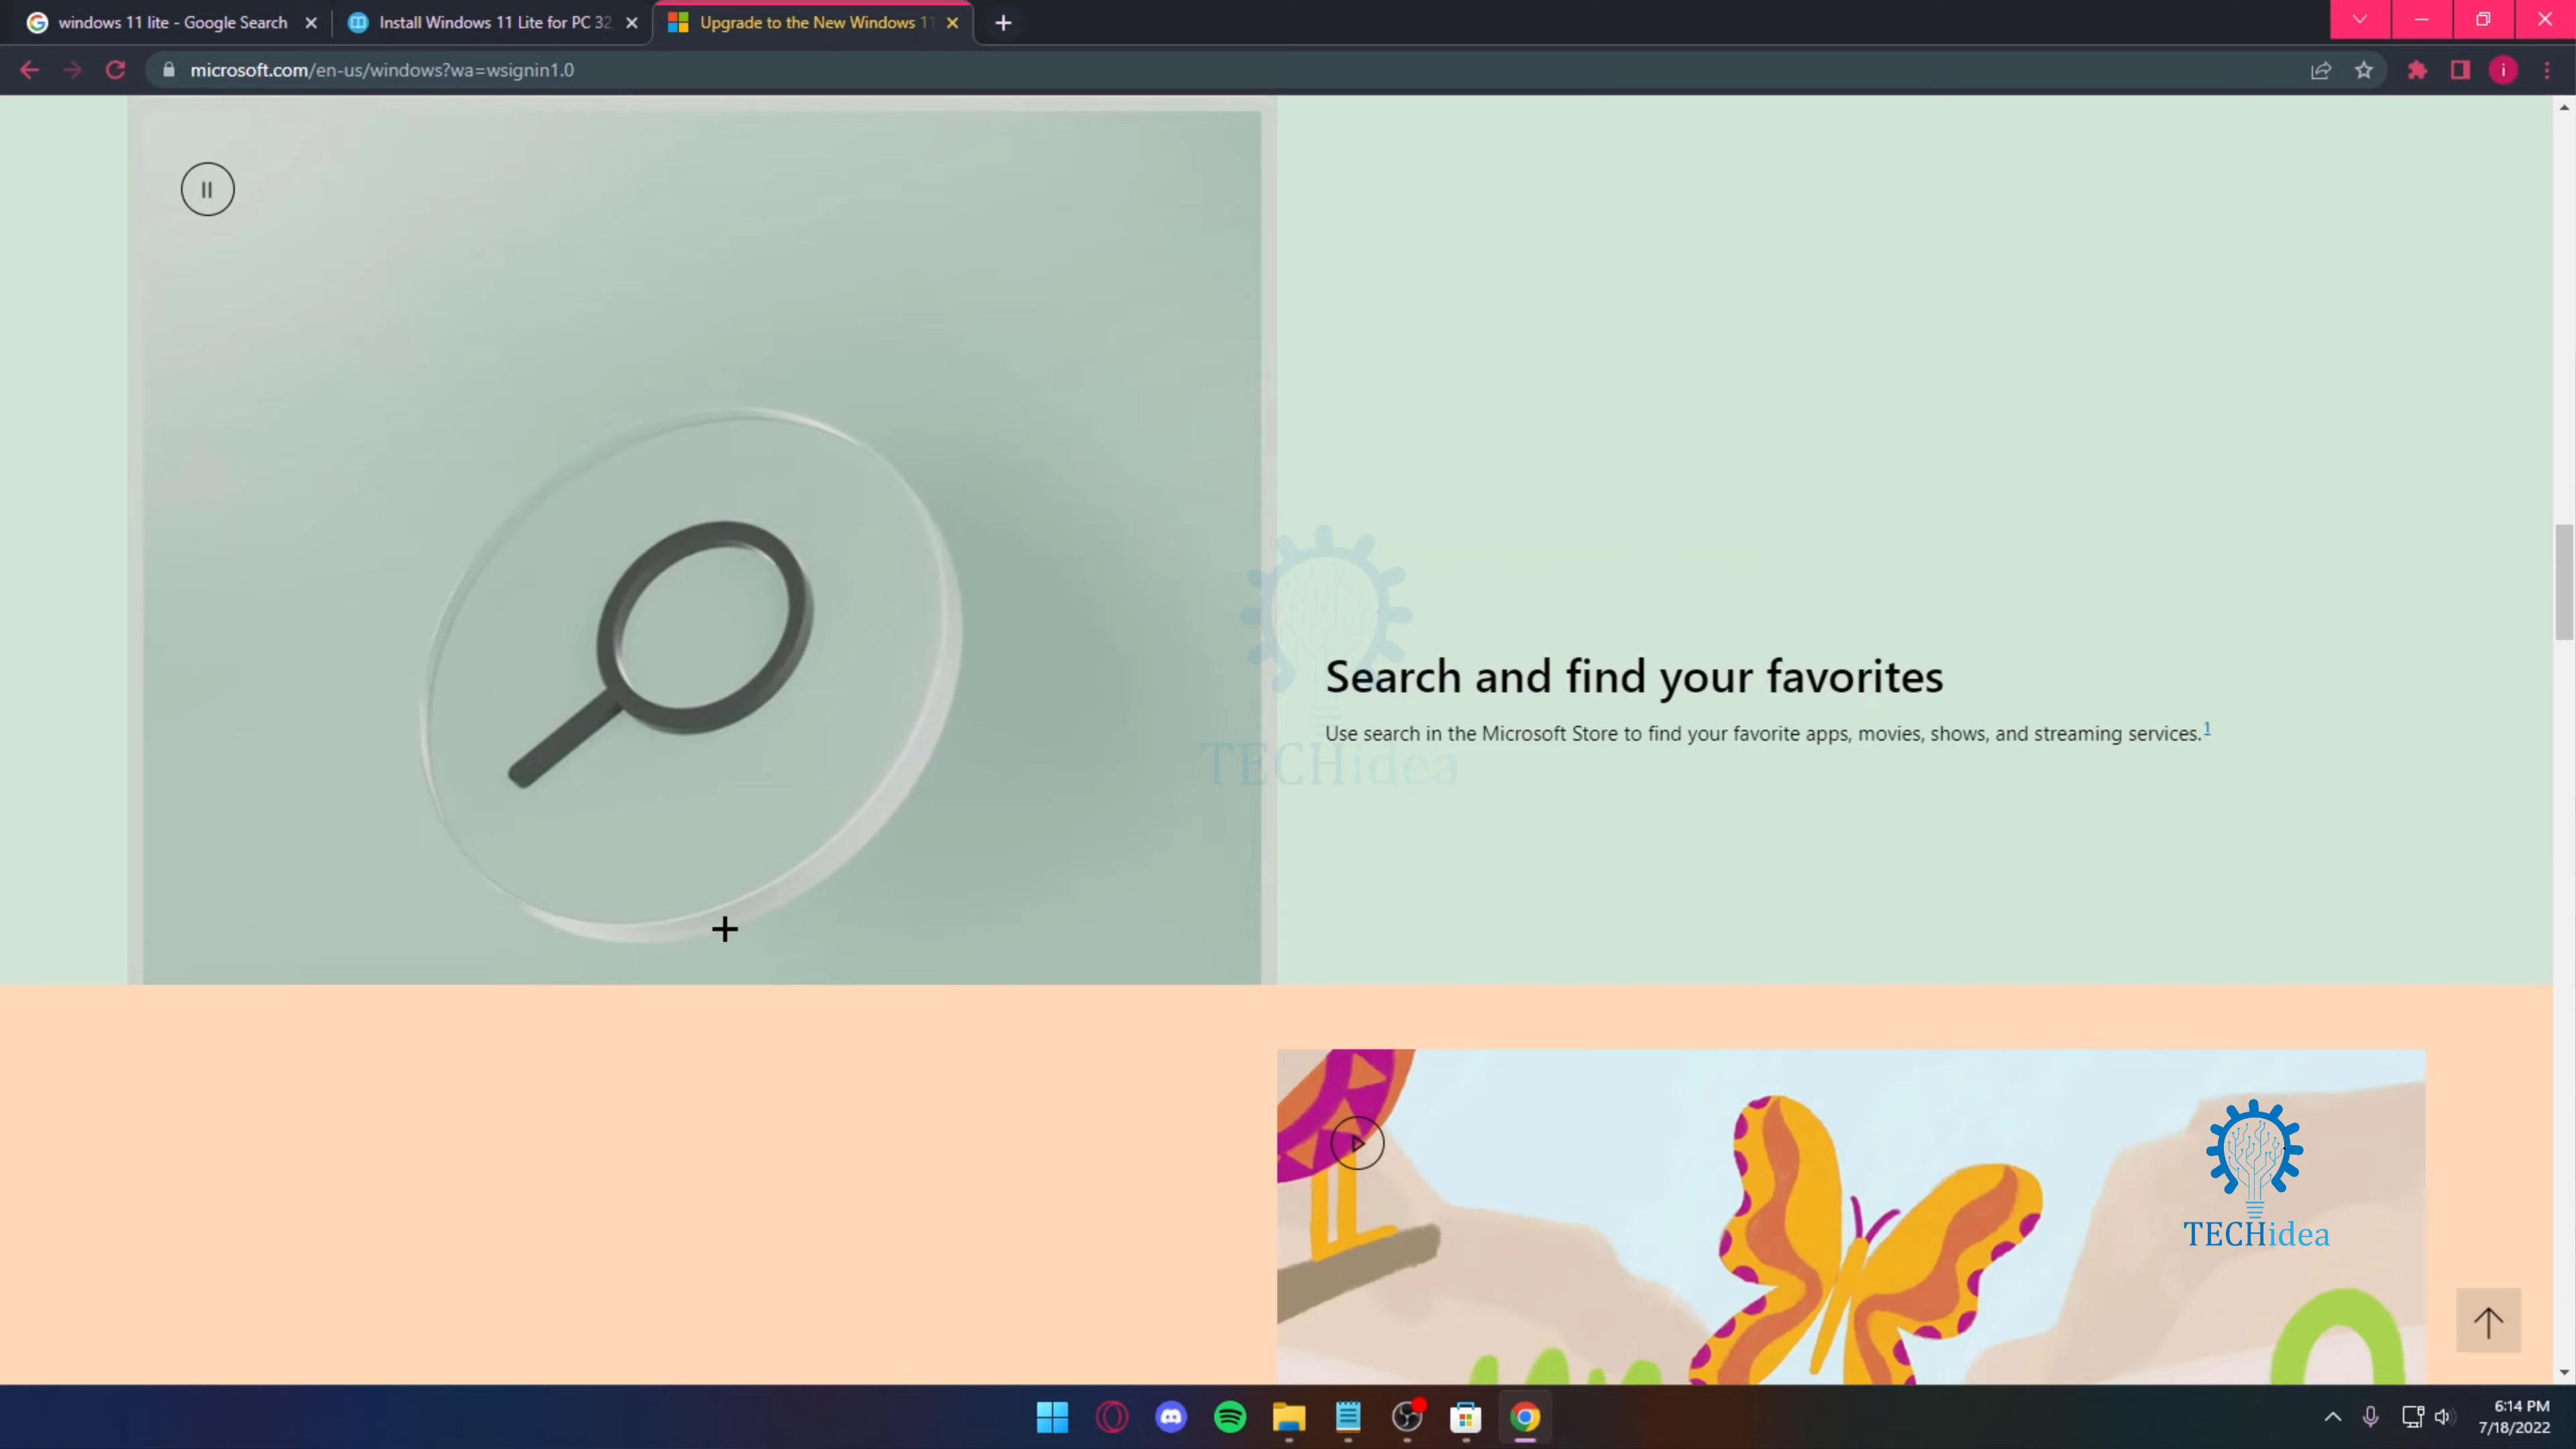 windows 11 lite - Google Search
Install Windows 11 Lite for PC 32
Upgrade to the New Windows 11
microsoft.com/en-us/windows?wa=wsignin1.0
i
Search and find your favorites
Use search in the Microsoft Store to find your favorite apps, movies, shows, and streaming services.1
TECHidea
TECHidea
6:14 PM
7/18/2022